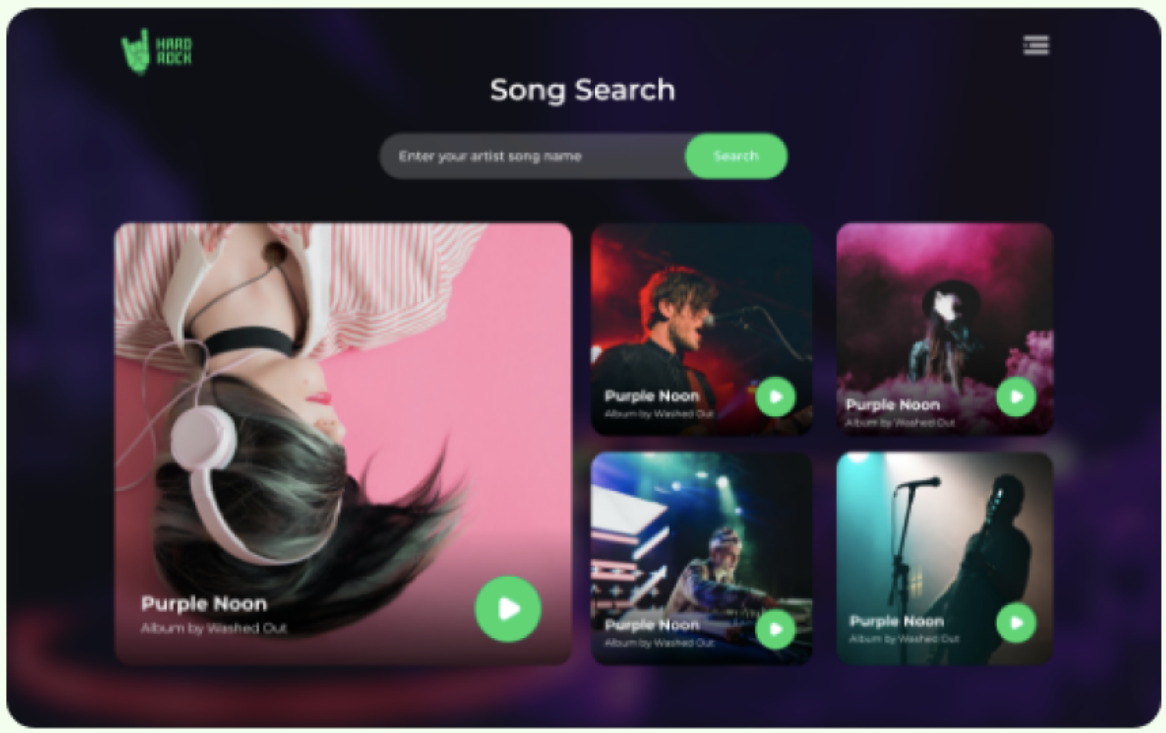 HARD
ROCK
Song Search
Enter your artist song name
Search
Purple Noon
Album by Washed Out
Purple Noon
Album by Washed Out
Purple Noon
Album by Washed Out
Purple Noon
Album by Washed Out
Purple Noon
Album by Washed Out